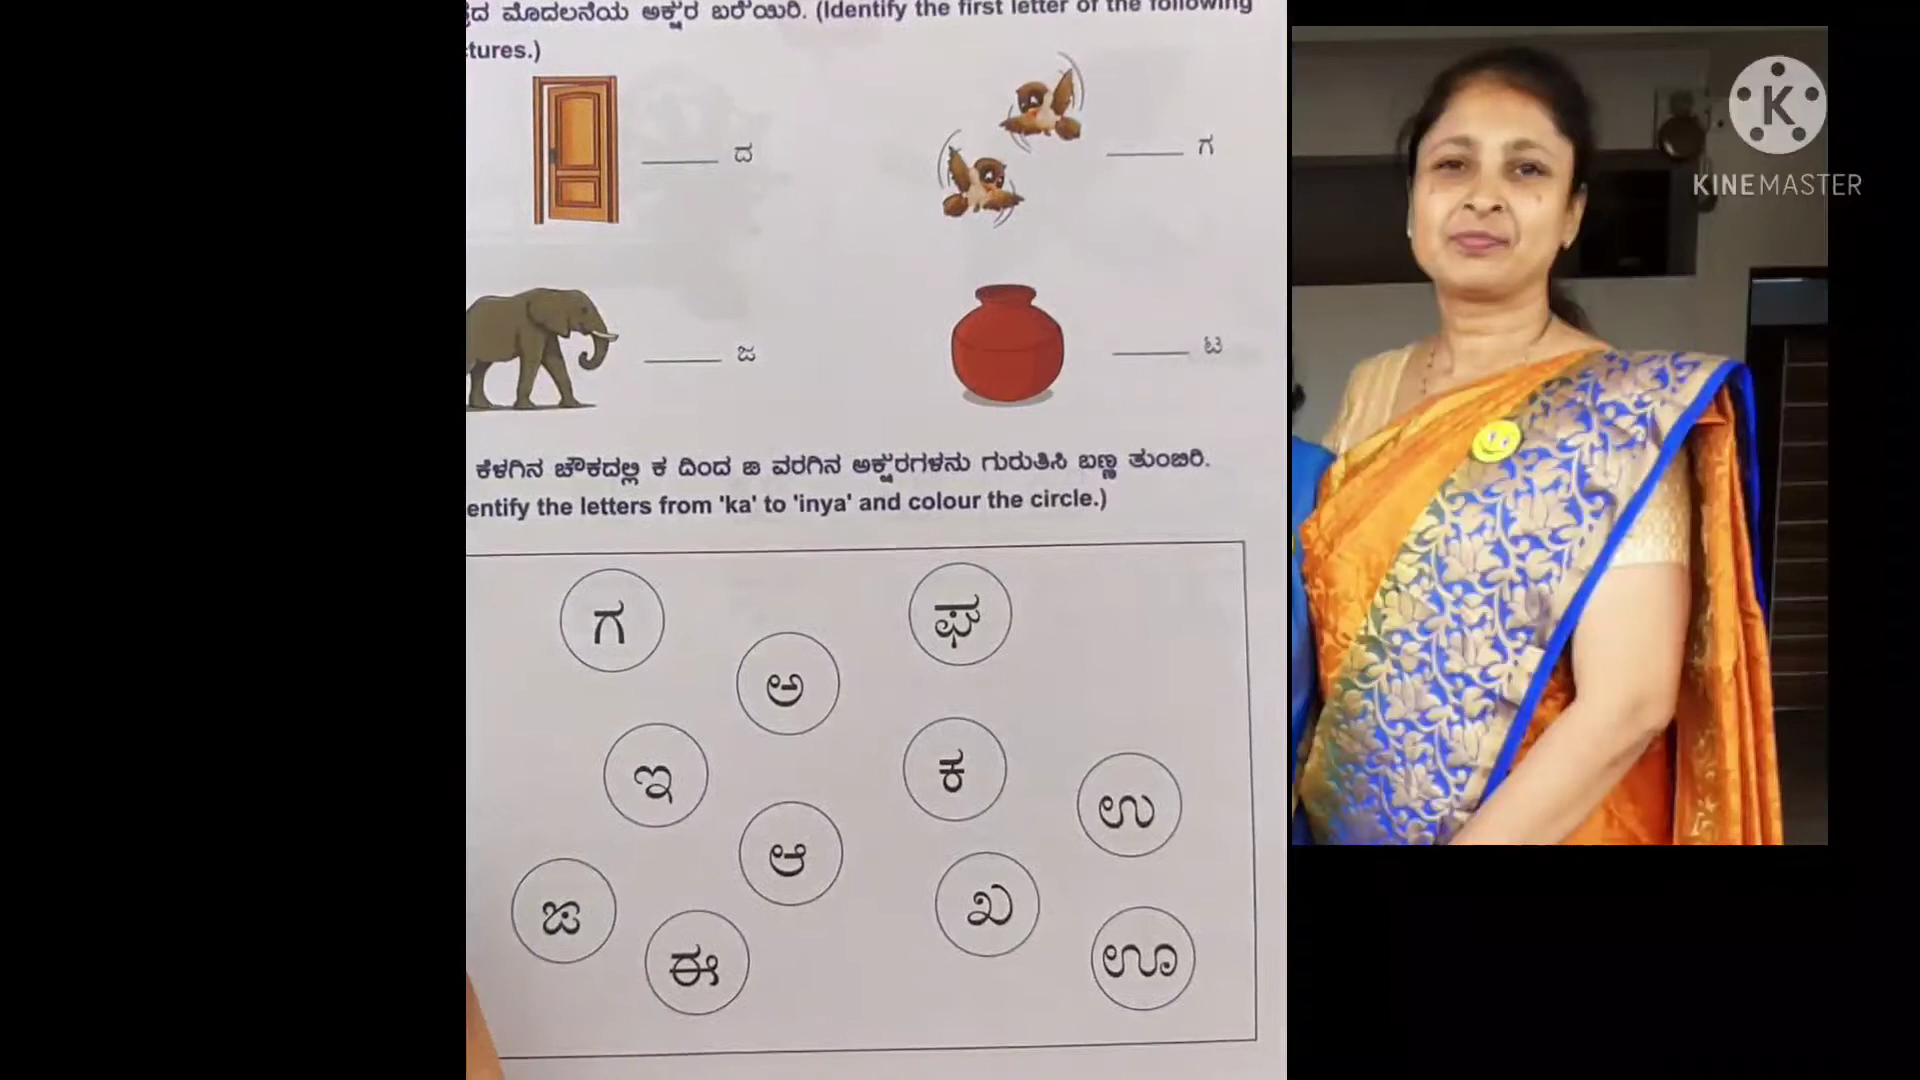 ಮೊದಲನೆಯ ಅಕ್ಷರ ಬರೆಯಿರಿ. (Identify the first letter of the following
tures.)
_____ ದ
_____ ಗ
_____ ಜ
_____ ಟ
ಕೆಳಗಿನ ಚೌಕದಲ್ಲಿ ಕ ದಿಂದ ಙ ವರಗಿನ ಅಕ್ಷರಗಳನು ಗುರುತಿಸಿ ಬಣ್ಣ ತುಂಬಿರಿ.
entify the letters from 'ka' to 'inya' and colour the circle.)
ಗ
ಘ
ಅ
ಇ
ಕ
ಉ
ಆ
ಙ
ಖ
ಈ
ಊ
K
KINEMASTER